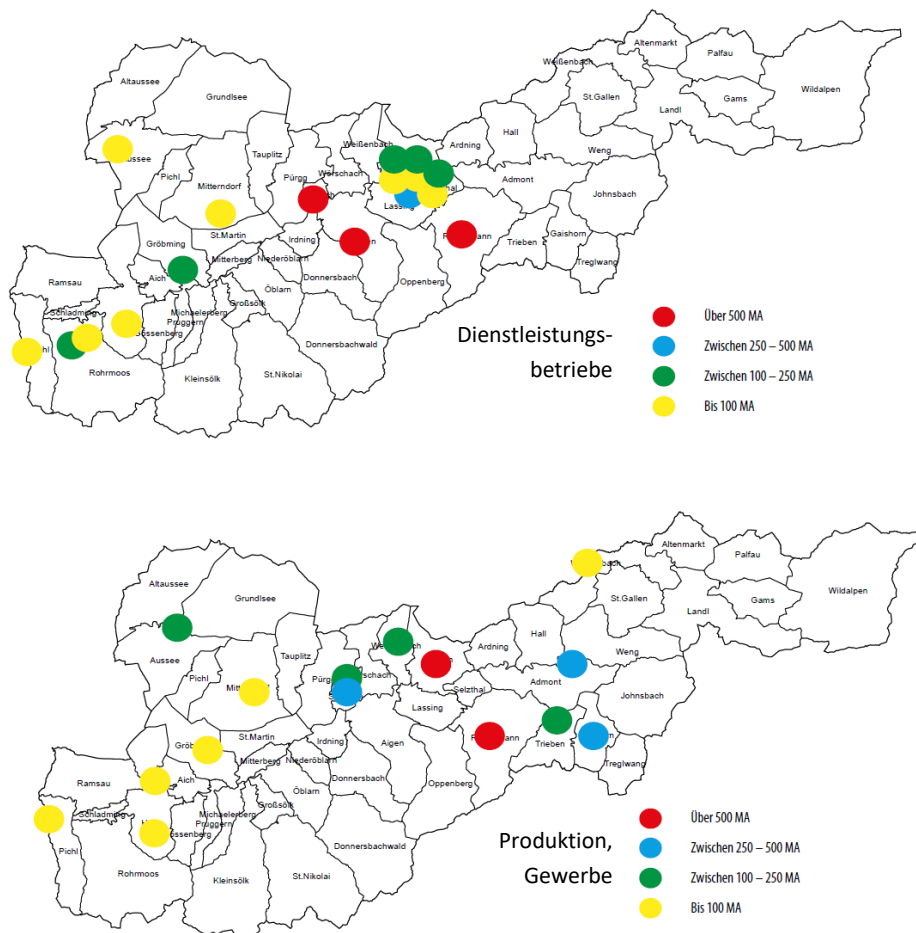 Altenmarkt
Palfau
Weißenbach
Altaussee
Wildalpen
Grundlsee
St.Gallen
Gams
Landl
Hall
Ardning
Weißenbach
Weng
Tauplitz
Pürgg
Wörschach
Pichl
Admont
Mitterndorf
Johnsbach
Lassing
St.Martin
Gröbming
Irdning
Trieben
Gaishorn
Mitterberg
Niederöblarn
Treglwang
Ramsau
Aich
Donnersbach
Oppenberg
Öblarn
Großsölk
Michaelerberg
Schladming
Pruggern
Gössenberg
Donnersbachwald
Rohrmoos
Kleinsölk
St.Nikolai
Dienstleistungs-
betriebe
Über 500 MA
Zwischen 250 – 500 MA
Zwischen 100 – 250 MA
Bis 100 MA
Altenmarkt
Palfau
Altaussee
Wildalpen
Grundlsee
St.Gallen
Gams
Landl
Hall
Ardning
Weng
Tauplitz
Aussee
Pichl
Pürgg
Admont
Selzthal
Johnsbach
Lassing
St.Martin
Irdning
Aigen
Trieben
Mitterberg
Niederöblarn
Treglwang
Ramsau
Aich
Donnersbach
Oppenberg
Öblarn
Großsölk
Michaelerberg
Schladming
Pruggern
Donnersbachwald
Pichl
Rohrmoos
Kleinsölk
St.Nikolai
Produktion,
Gewerbe
Über 500 MA
Zwischen 250 – 500 MA
Zwischen 100 – 250 MA
Bis 100 MA